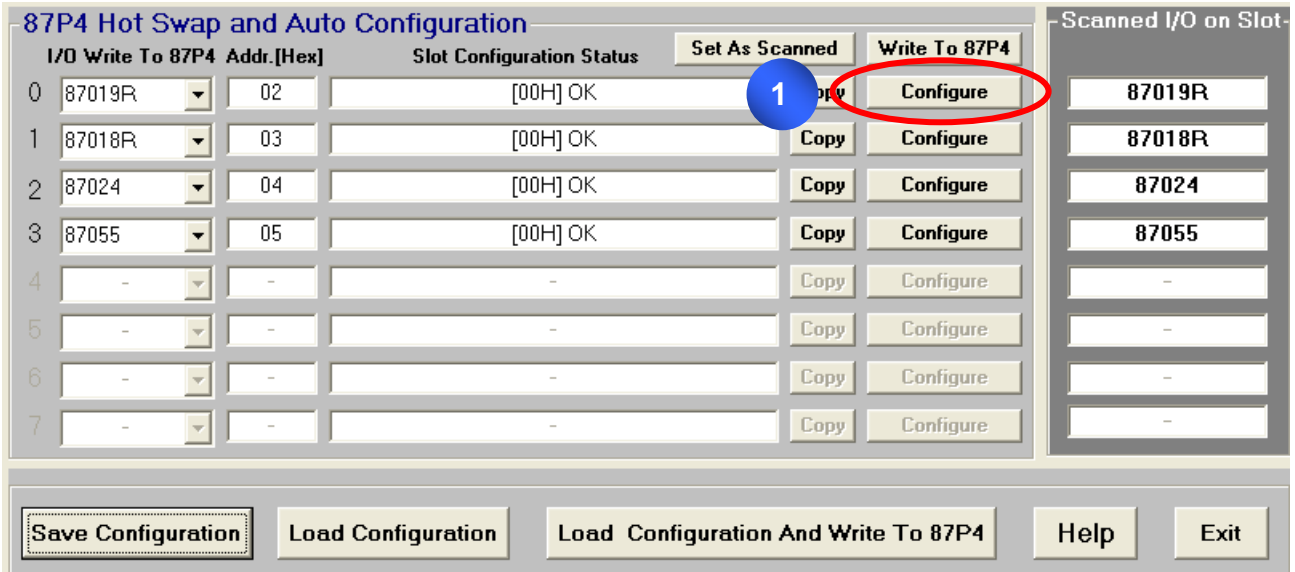 87P4 Hot Swap and Auto Configuration
Scanned I/O on Slot
I/O Write To 87P4 Addr.[Hex] Slot Configuration Status Set As Scanned Write To 87P4
0 87019R 02 [00H] OK 1 opy Configure 87019R
1 87018R 03 [00H] OK Copy Configure 87018R
2 87024 04 [00H] OK Copy Configure 87024
3 87055 05 [00H] OK Copy Configure 87055
4 - - - Copy Configure -
5 - - - Copy Configure -
6 - - - Copy Configure -
7 - - - Copy Configure -
Save Configuration Load Configuration Load Configuration And Write To 87P4 Help Exit